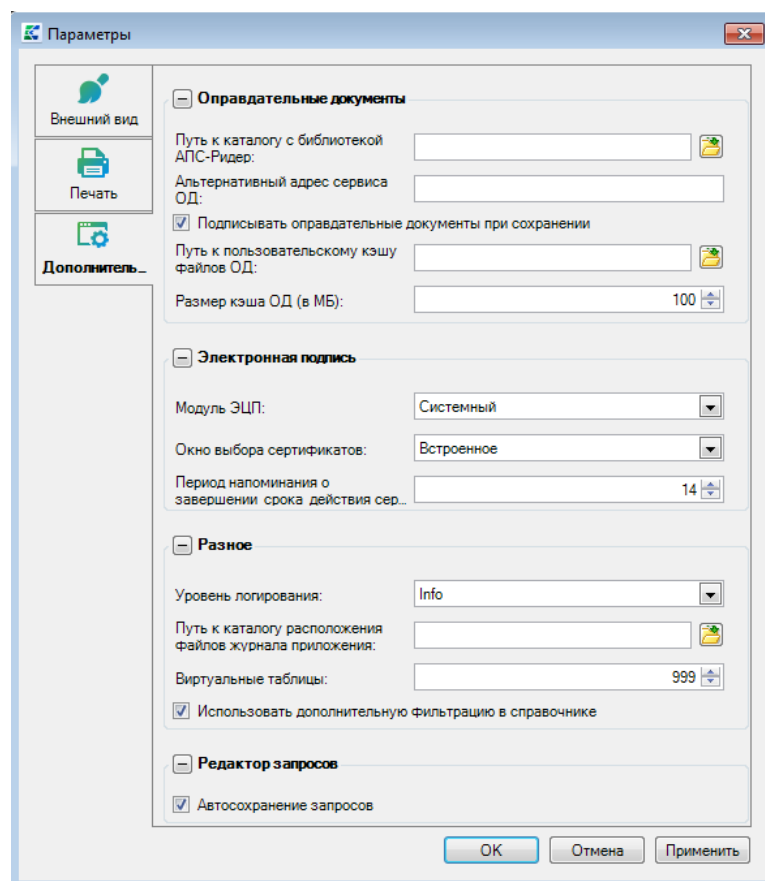 Параметры
Внешний вид
Печать
Дополнитель...
Оправдательные документы
Путь к каталогу с библиотекой
АПС-Ридер:
Альтернативный адрес сервиса
ОД:
Подписывать оправдательные документы при сохранении
Путь к пользовательскому кэшу
файлов ОД:
Размер кэша ОД (в МБ):
100
Электронная подпись
Модуль ЭЦП:
Системный
Окно выбора сертификатов:
Встроенное
Период напоминания о
завершении срока действия сер...
14
Разное
Уровень логирования:
Info
Путь к каталогу расположения
файлов журнала приложения:
Виртуальные таблицы:
999
Использовать дополнительную фильтрацию в справочнике
Редактор запросов
Автосохранение запросов
OK
Отмена
Применить